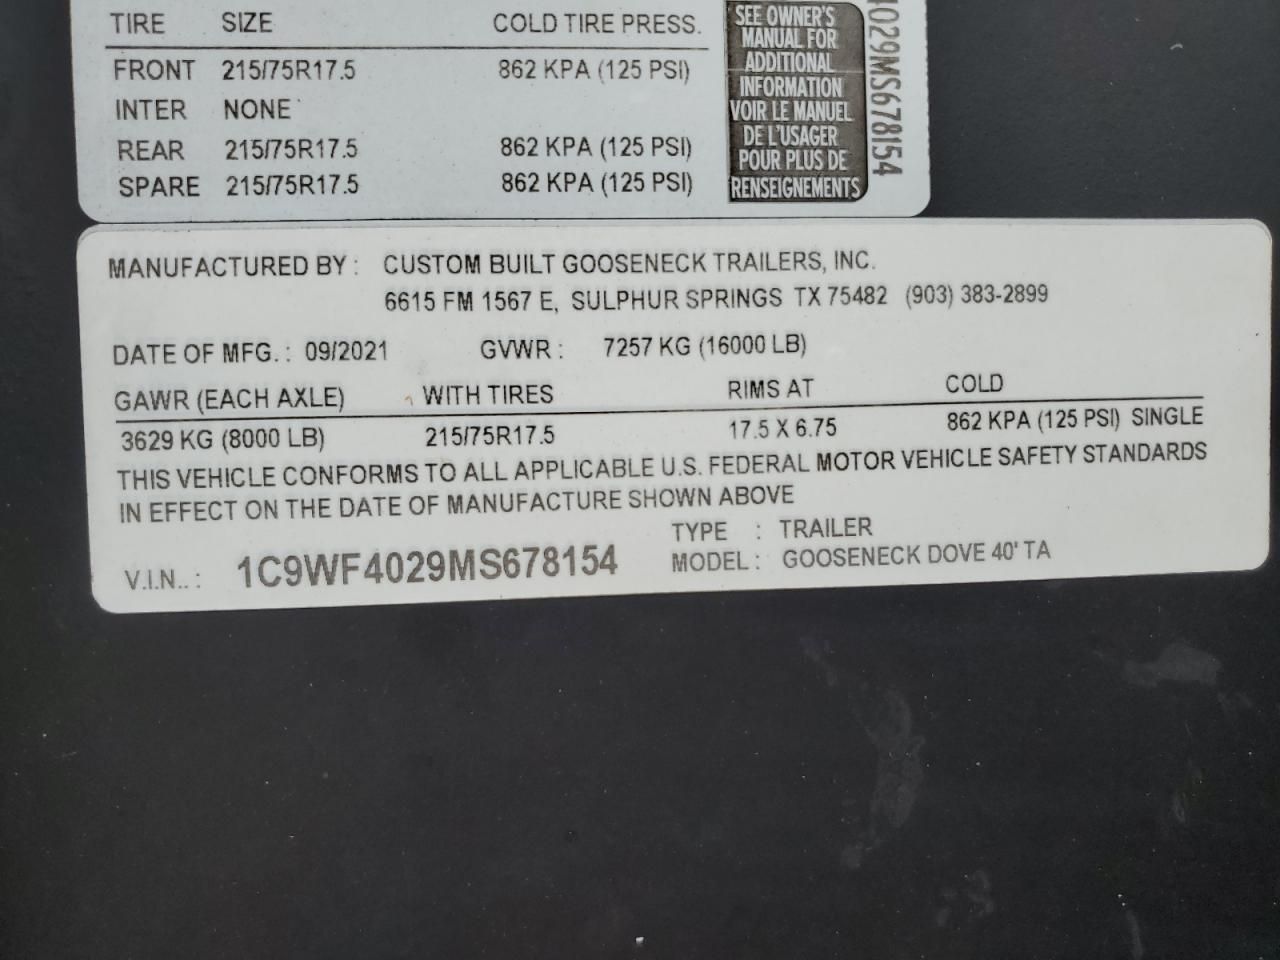 TIRE SIZE COLD TIRE PRESS.
FRONT 215/75R17.5 862 KPA (125 PSI)
INTER NONE
REAR 215/75R17.5 862 KPA (125 PSI)
SPARE 215/75R17.5 862 KPA (125 PSI)
SEE OWNER'S
MANUAL FOR
ADDITIONAL
INFORMATION
VOIR LE MANUEL
DE L'USAGER
POUR PLUS DE
RENSEIGNEMENTS
4029MS678154
MANUFACTURED BY : CUSTOM BUILT GOOSENECK TRAILERS, INC.
6615 FM 1567 E, SULPHUR SPRINGS TX 75482 (903) 383-2899
DATE OF MFG. : 09/2021 GVWR : 7257 KG (16000 LB)
GAWR (EACH AXLE) WITH TIRES RIMS AT COLD
3629 KG (8000 LB) 215/75R17.5 17.5 X 6.75 862 KPA (125 PSI) SINGLE
THIS VEHICLE CONFORMS TO ALL APPLICABLE U.S. FEDERAL MOTOR VEHICLE SAFETY STANDARDS
IN EFFECT ON THE DATE OF MANUFACTURE SHOWN ABOVE
TYPE : TRAILER
V.I.N.. : 1C9WF4029MS678154 MODEL : GOOSENECK DOVE 40' TA